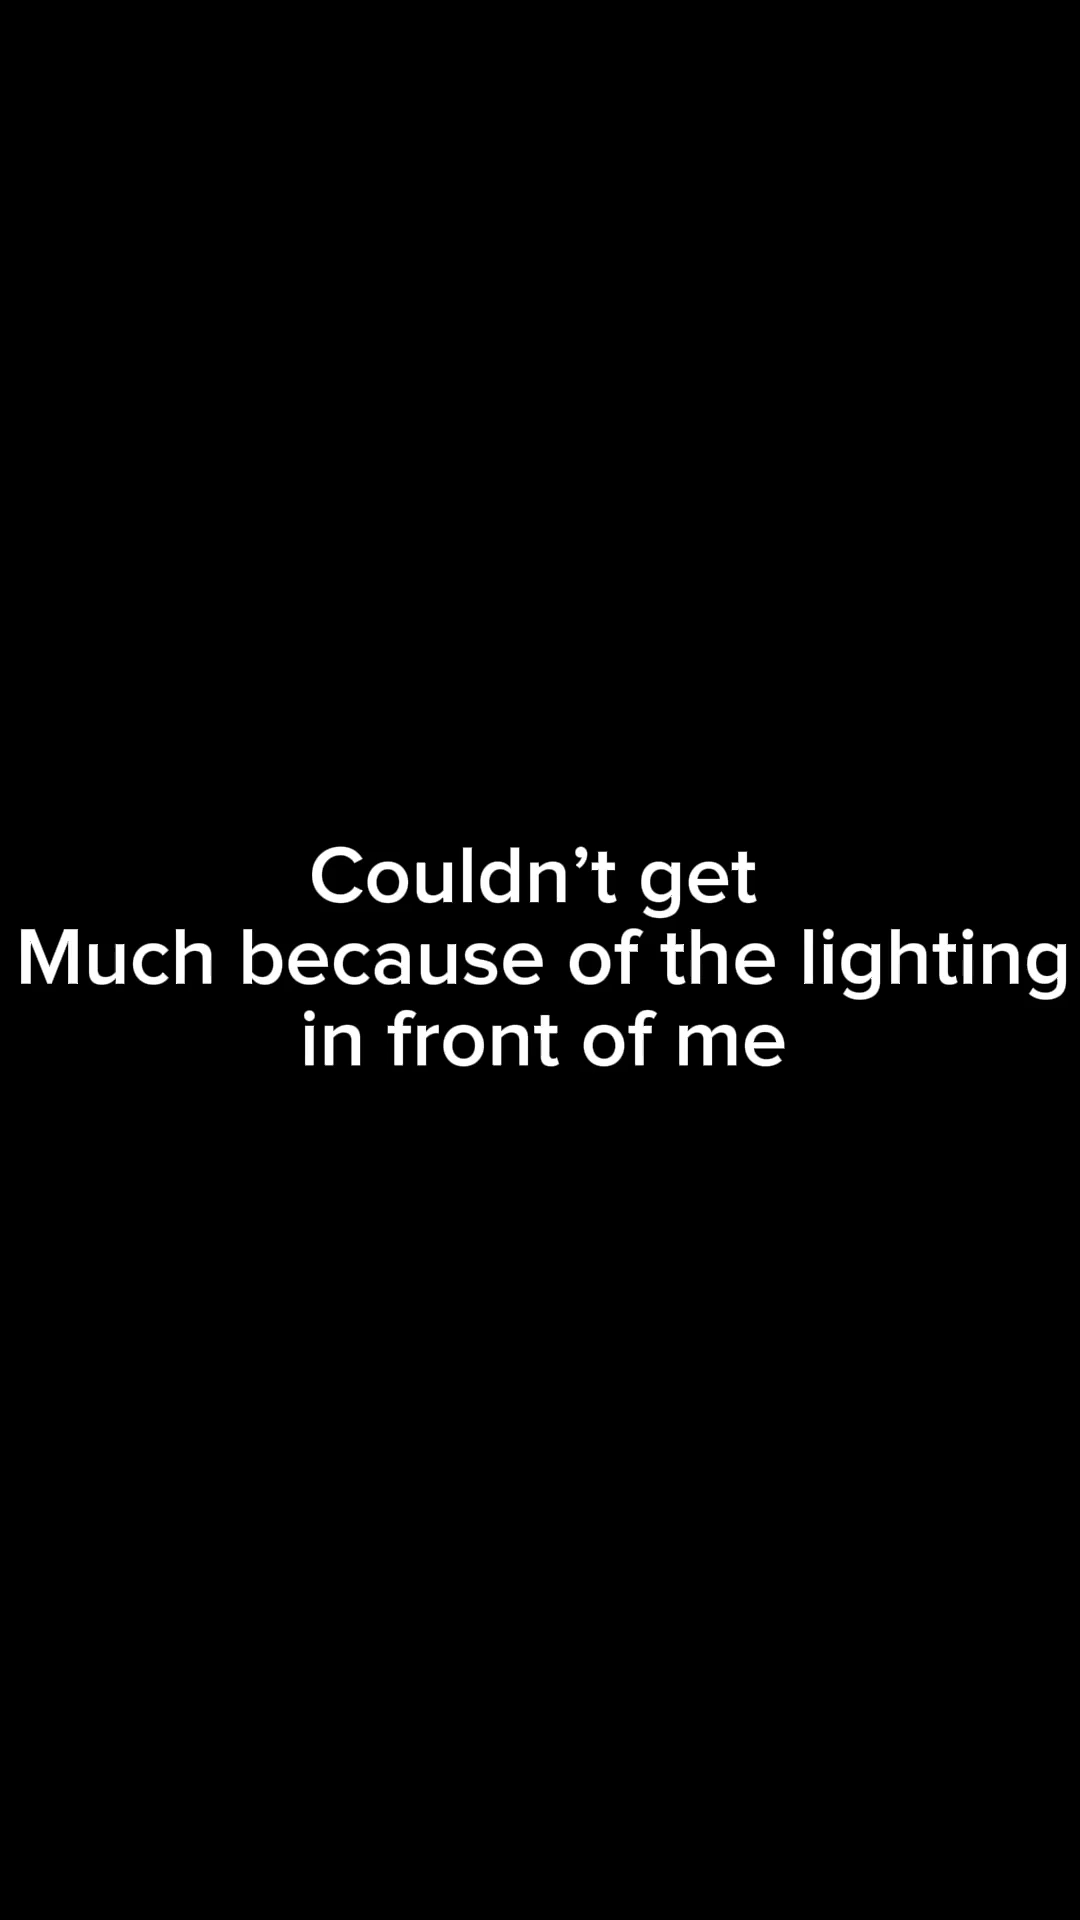 Couldn’t get
Much because of the lighting
in front of me